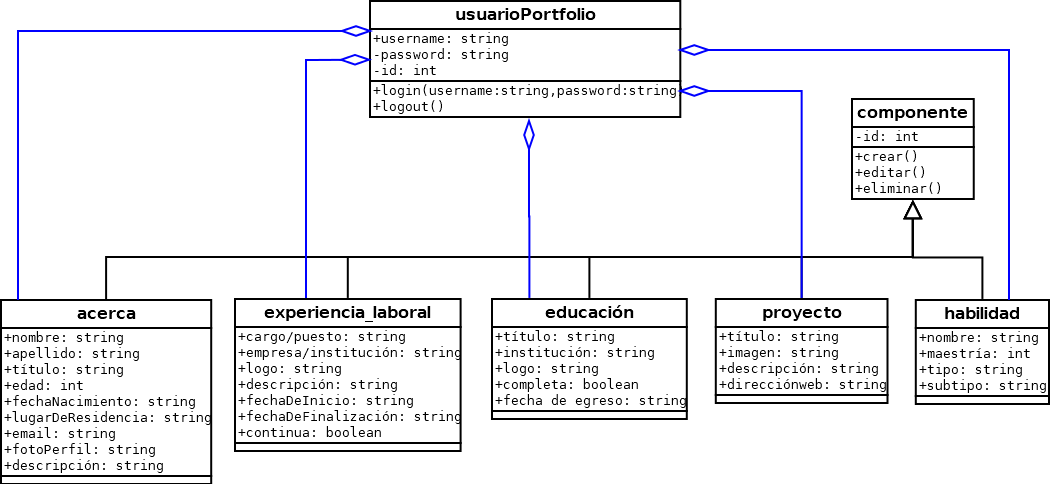 usuarioPortfolio
+username: string
-password: string
-id: int
+login(username:string,password:string
+logout()
componente
-id: int
+crear()
+editar()
+eliminar()
acerca
+nombre: string
+apellido: string
+título: string
+edad: int
+fechaNacimiento: string
+lugarDeResidencia: string
+email: string
+fotoPerfil: string
+descripción: string
experiencia_laboral
+cargo/puesto: string
+empresa/institución: string
+logo: string
+descripción: string
+fechaDeInicio: string
+fechaDeFinalización: string
+continua: boolean
educación
+título: string
+institución: string
+logo: string
+completa: boolean
+fecha de egreso: string
proyecto
+título: string
+imagen: string
+descripción: string
+direcciónweb: string
habilidad
+nombre: string
+maestría: int
+tipo: string
+subtipo: string